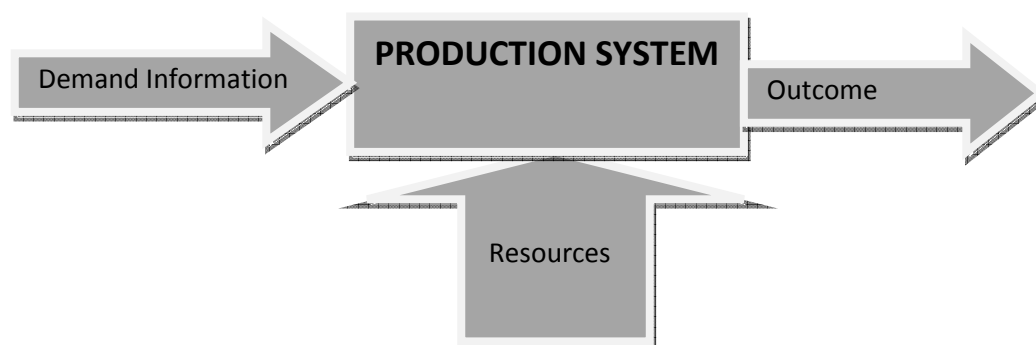 PRODUCTION SYSTEM
Demand Information
Outcome
Resources